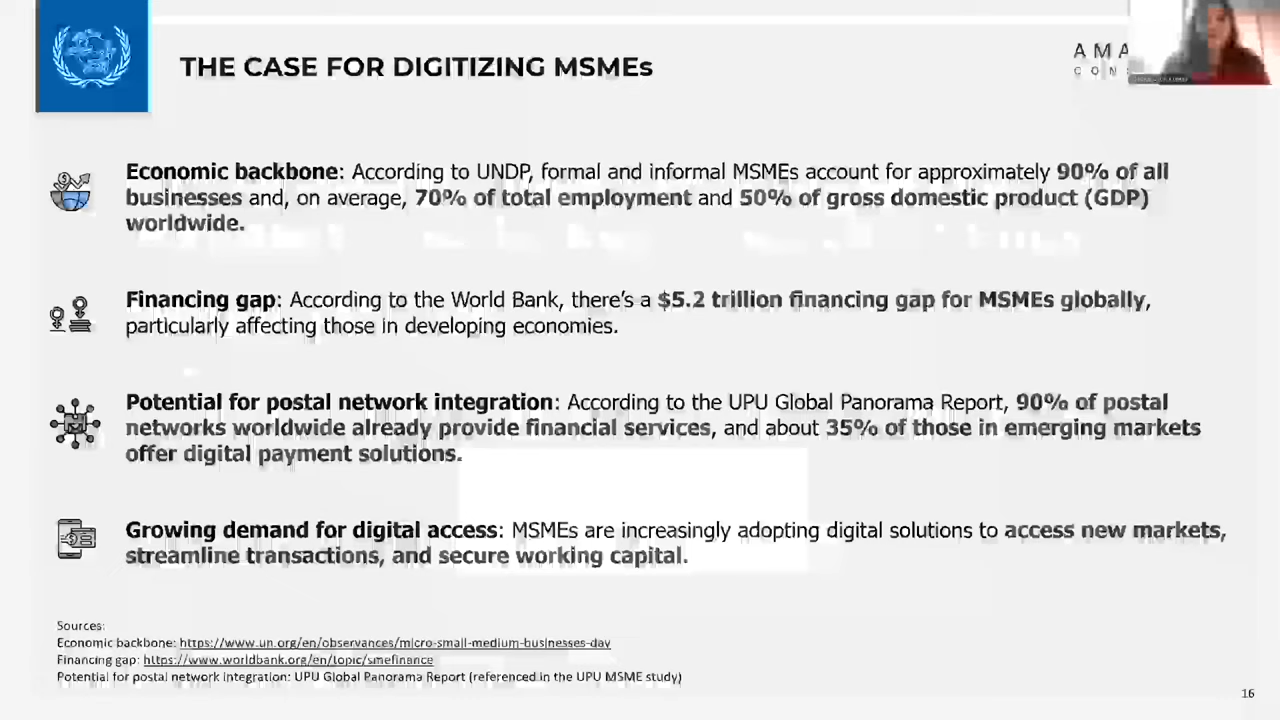 THE CASE FOR DIGITIZING MSMEs
AMA
CONS
Economic backbone: According to UNDP, formal and informal MSMEs account for approximately 90% of all
businesses and, on average, 70% of total employment and 50% of gross domestic product (GDP)
worldwide.
Financing gap: According to the World Bank, there's a $5.2 trillion financing gap for MSMEs globally,
particularly affecting those in developing economies.
Potential for postal network integration: According to the UPU Global Panorama Report, 90% of postal
networks worldwide already provide financial services, and about 35% of those in emerging markets
offer digital payment solutions.
Growing demand for digital access: MSMEs are increasingly adopting digital solutions to access new markets,
streamline transactions, and secure working capital.
Sources:
Economic backbone: https://www.un.org/en/observances/micro-small-medium-businesses-day
Financing gap: https://www.worldbank.org/en/topic/smefinance
Potential for postal network integration: UPU Global Panorama Report (referenced in the UPU MSME study)
16